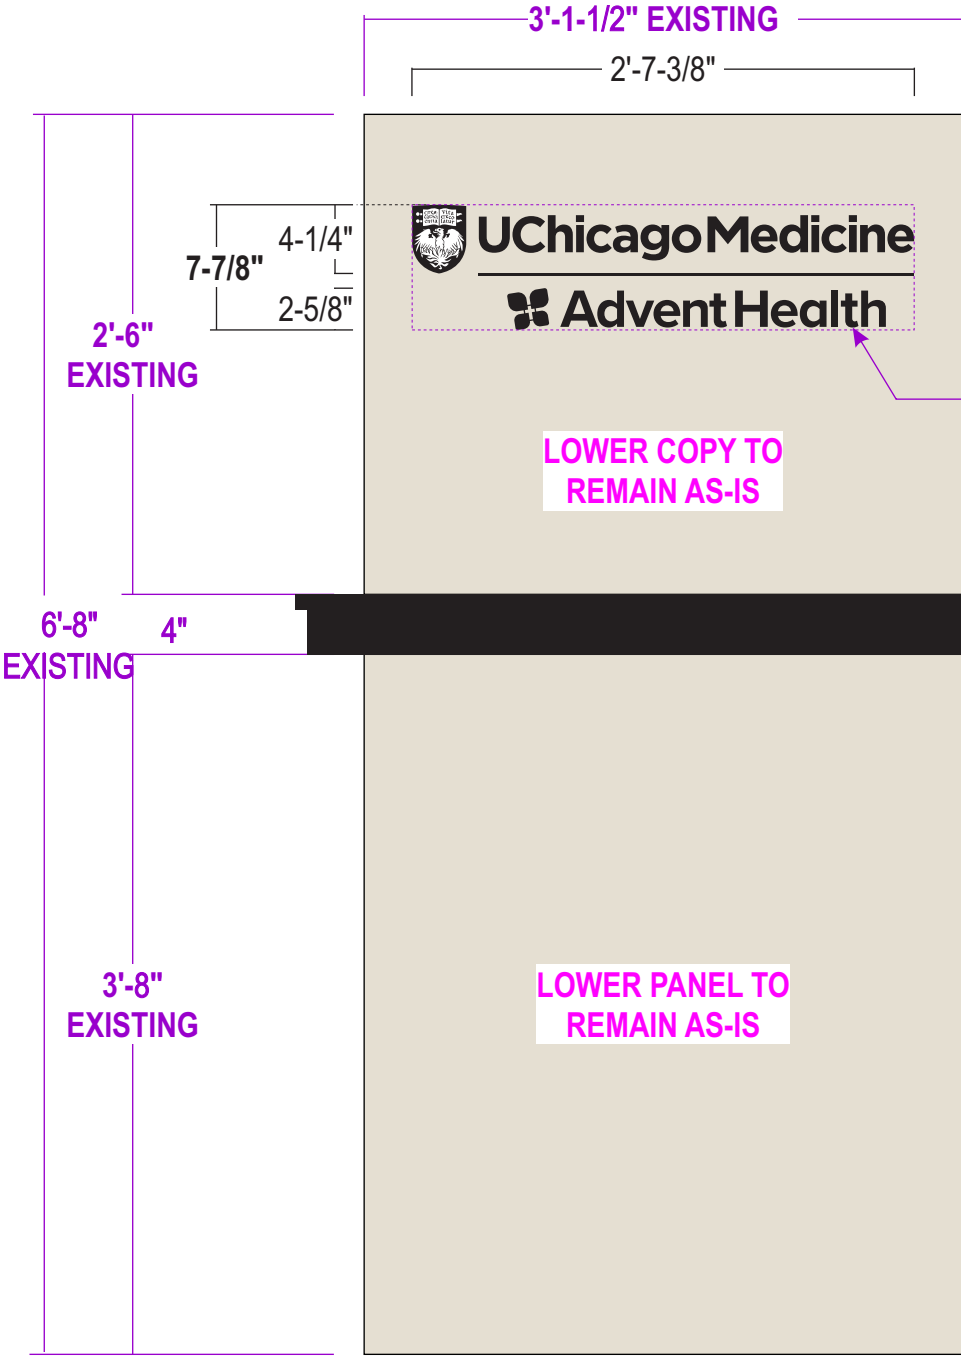 3'-1-1/2" EXISTING
2'-7-3/8"
4-1/4"
7-7/8"
2-5/8"
UChicago Medicine
Advent Health
2'-6"
EXISTING
LOWER COPY TO
REMAIN AS-IS
6'-8"
EXISTING
4"
3'-8"
EXISTING
LOWER PANEL TO
REMAIN AS-IS